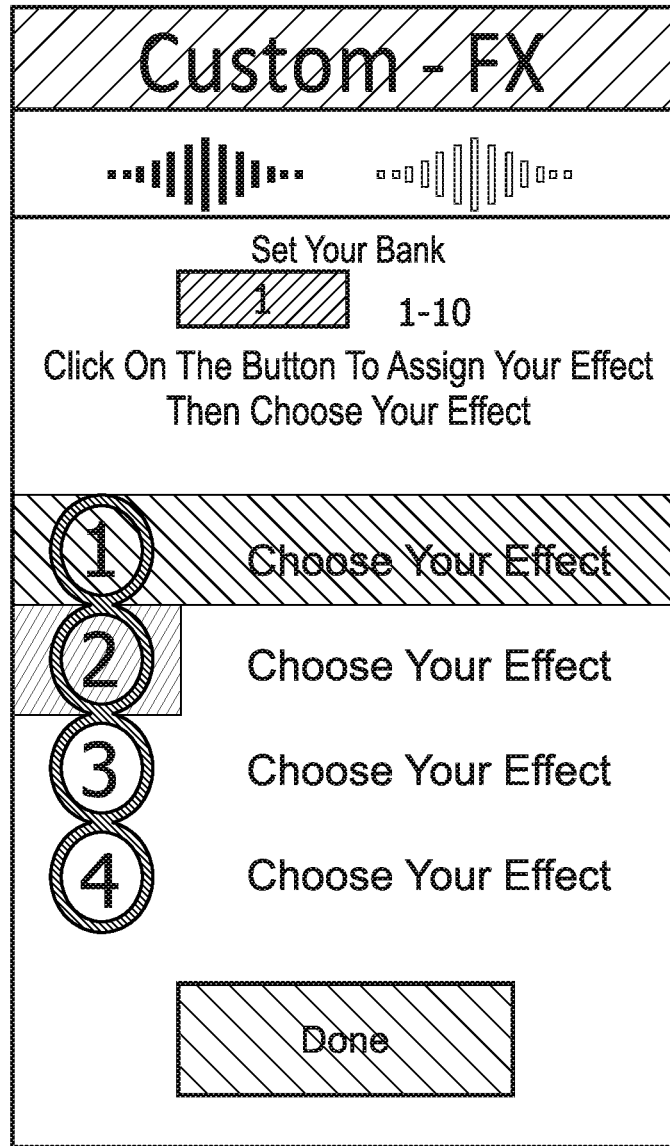 Custom - FX
Set Your Bank
1 1-10
Click On The Button To Assign Your Effect
Then Choose Your Effect
1 Choose Your Effect
2 Choose Your Effect
3 Choose Your Effect
4 Choose Your Effect
Done